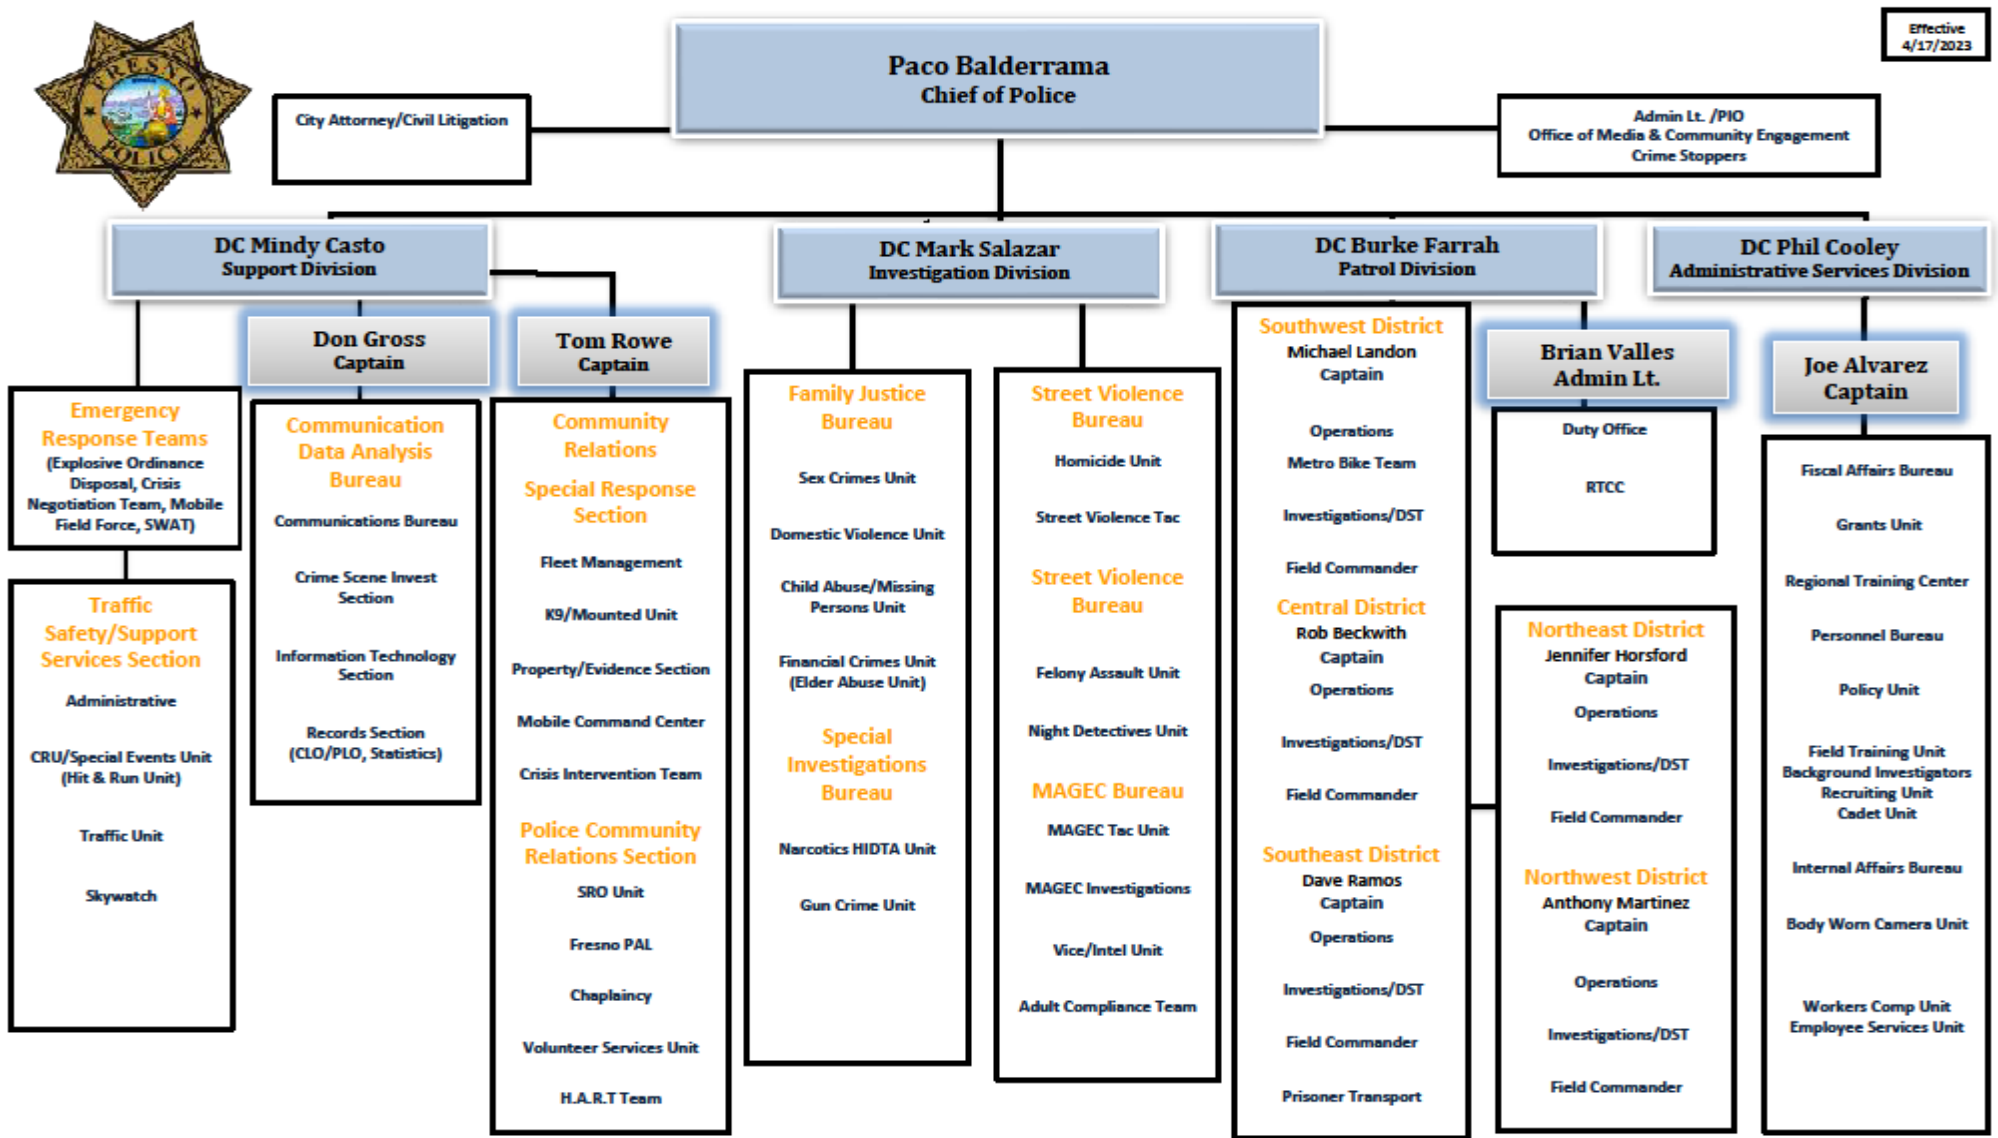 FRESNO
POLICE
Effective
4/17/2023
Paco Balderrama
Chief of Police
City Attorney/Civil Litigation
Admin Lt. /PIO
Office of Media & Community Engagement
Crime Stoppers
DC Mindy Casto
Support Division
DC Mark Salazar
Investigation Division
DC Burke Farrah
Patrol Division
DC Phil Cooley
Administrative Services Division
Emergency
Response Teams
(Explosive Ordinance
Disposal, Crisis
Negotiation Team, Mobile
Field Force, SWAT)
Traffic
Safety/Support
Services Section
Administrative
CRU/Special Events Unit
(Hit & Run Unit)
Traffic Unit
Skywatch
Don Gross
Captain
Communication
Data Analysis
Bureau
Communications Bureau
Crime Scene Invest
Section
Information Technology
Section
Records Section
(CLO/PLO, Statistics)
Tom Rowe
Captain
Community
Relations
Special Response
Section
Fleet Management
K9/Mounted Unit
Property/Evidence Section
Mobile Command Center
Crisis Intervention Team
Police Community
Relations Section
SRO Unit
Fresno PAL
Chaplaincy
Volunteer Services Unit
H.A.R.T Team
Family Justice
Bureau
Sex Crimes Unit
Domestic Violence Unit
Child Abuse/Missing
Persons Unit
Financial Crimes Unit
(Elder Abuse Unit)
Special
Investigations
Bureau
Narcotics HIDTA Unit
Gun Crime Unit
Street Violence
Bureau
Homicide Unit
Street Violence Tac
Street Violence
Bureau
Felony Assault Unit
Night Detectives Unit
MAGEC Bureau
MAGEC Tac Unit
MAGEC Investigations
Vice/Intel Unit
Adult Compliance Team
Southwest District
Michael Landon
Captain
Operations
Metro Bike Team
Investigations/DST
Field Commander
Central District
Rob Beckwith
Captain
Operations
Investigations/DST
Field Commander
Southeast District
Dave Ramos
Captain
Operations
Investigations/DST
Field Commander
Prisoner Transport
Brian Valles
Admin Lt.
Duty Office
RTCC
Northeast District
Jennifer Horsford
Captain
Operations
Investigations/DST
Field Commander
Northwest District
Anthony Martinez
Captain
Operations
Investigations/DST
Field Commander
Joe Alvarez
Captain
Fiscal Affairs Bureau
Grants Unit
Regional Training Center
Personnel Bureau
Policy Unit
Field Training Unit
Background Investigators
Recruiting Unit
Cadet Unit
Internal Affairs Bureau
Body Worn Camera Unit
Workers Comp Unit
Employee Services Unit